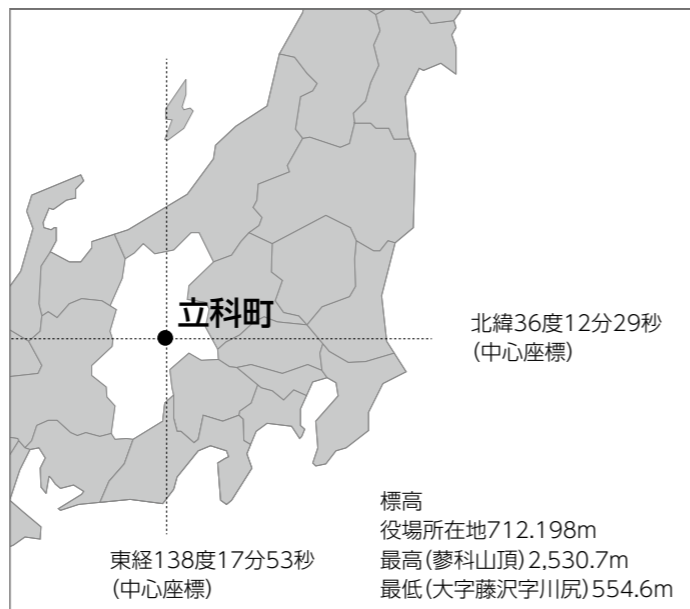 立科町
北緯36度12分29秒
(中心座標)
東経138度17分53秒
(中心座標)
標高
役場所在地712.198m
最高(蓼科山頂)2,530.7m
最低(大字藤沢字川尻)554.6m